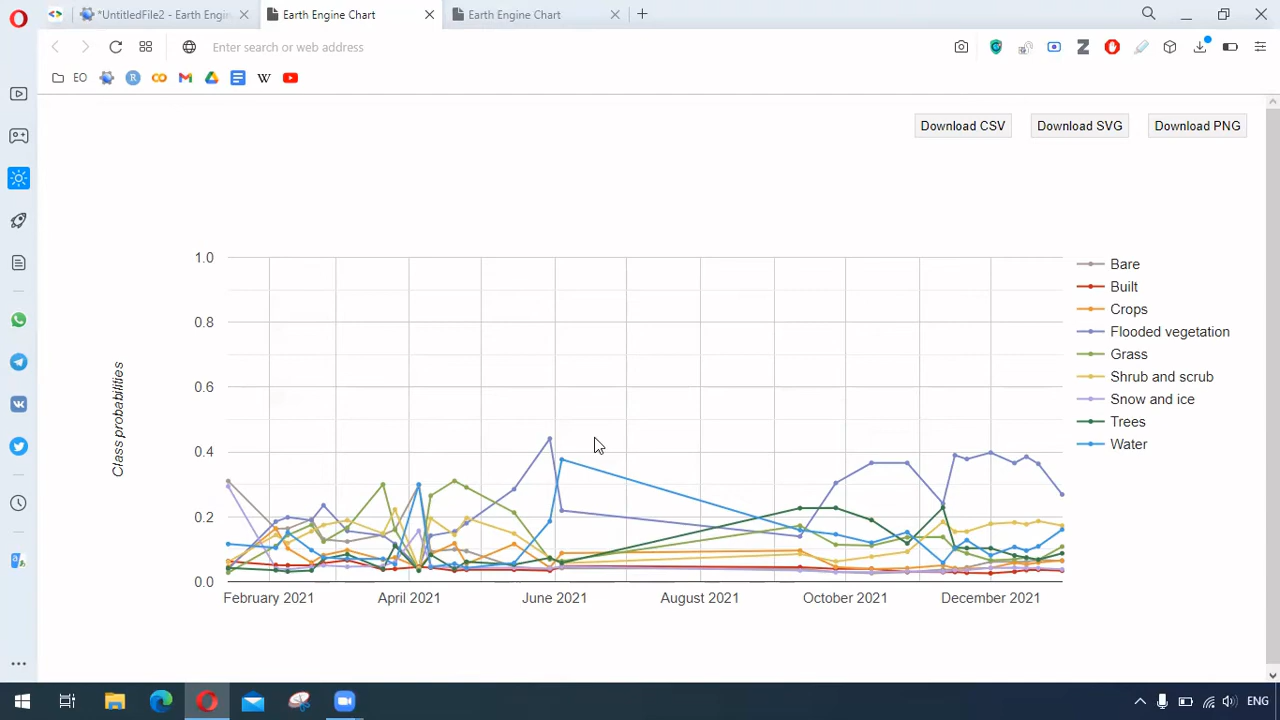 *UntitledFile2 - Earth Engin
Earth Engine Chart
Earth Engine Chart
Enter search or web address
EO
Download CSV
Download SVG
Download PNG
1.0
0.8
0.6
0.4
0.2
0.0
Class probabilities
February 2021
April 2021
June 2021
August 2021
October 2021
December 2021
Bare
Built
Crops
Flooded vegetation
Grass
Shrub and scrub
Snow and ice
Trees
Water
ENG